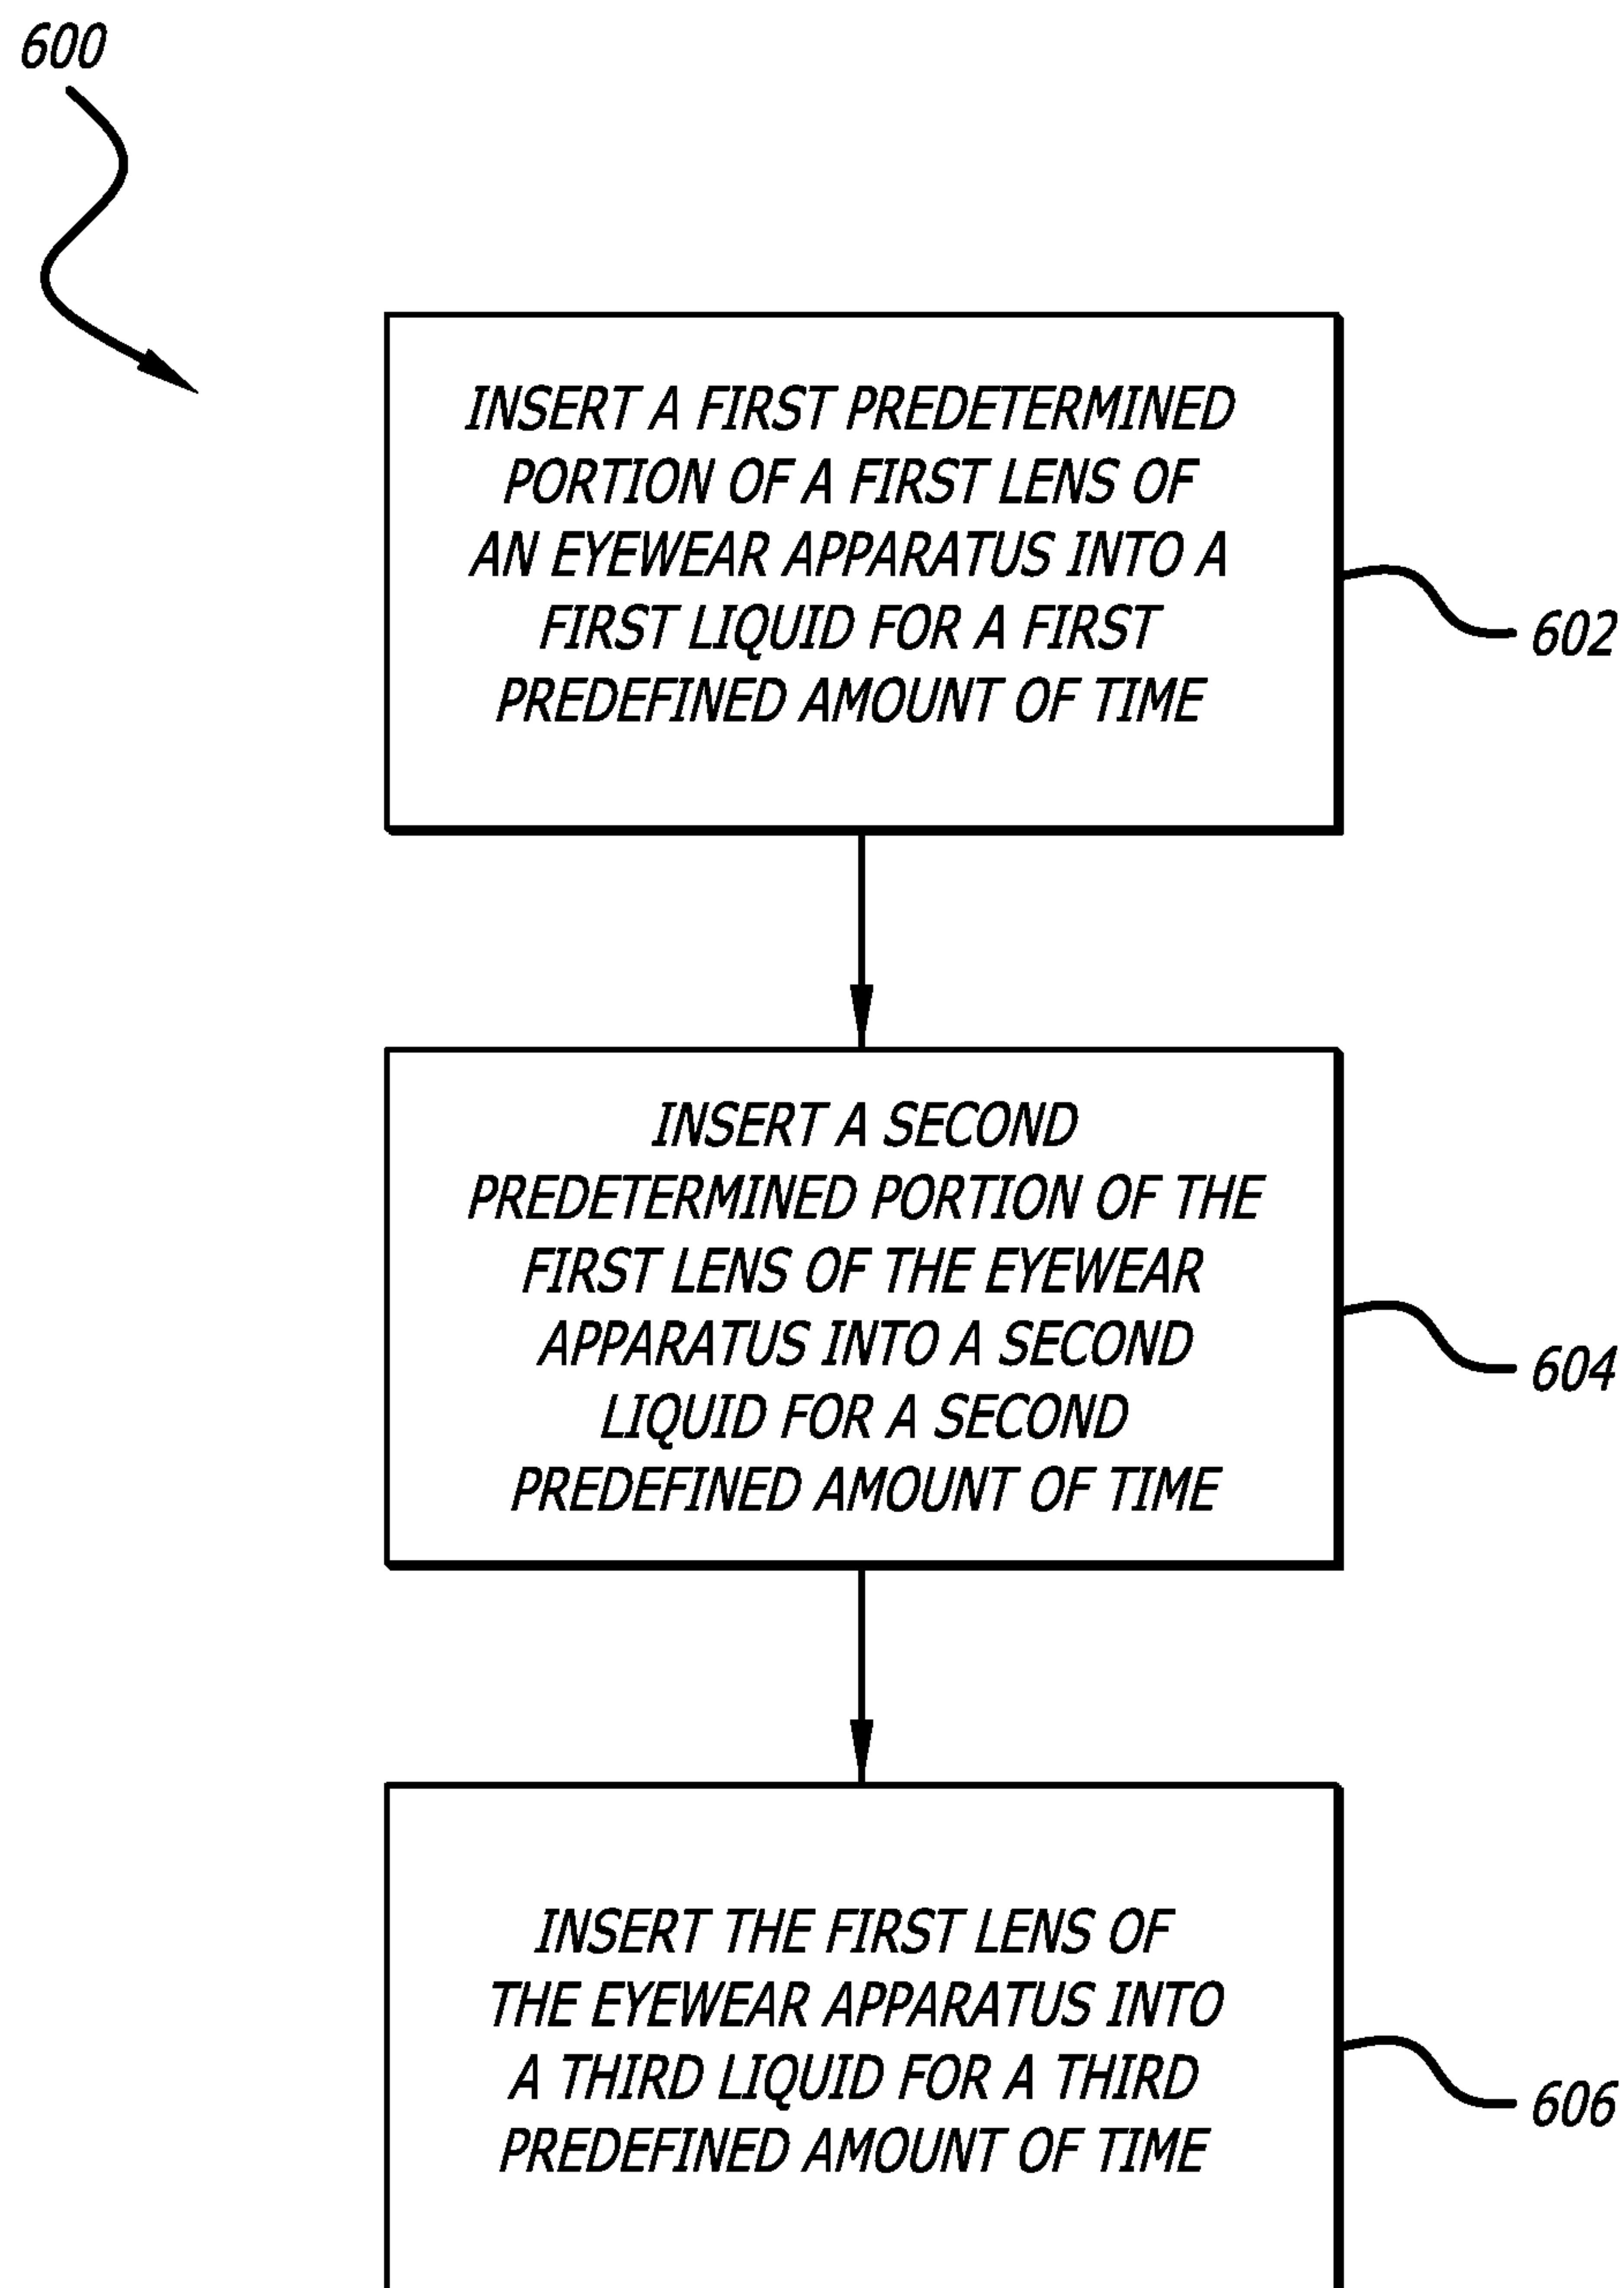 600
INSERT A FIRST PREDETERMINED
PORTION OF A FIRST LENS OF
AN EYEWEAR APPARATUS INTO A
FIRST LIQUID FOR A FIRST
PREDEFINED AMOUNT OF TIME
602
INSERT A SECOND
PREDETERMINED PORTION OF THE
FIRST LENS OF THE EYEWEAR
APPARATUS INTO A SECOND
LIQUID FOR A SECOND
PREDEFINED AMOUNT OF TIME
604
INSERT THE FIRST LENS OF
THE EYEWEAR APPARATUS INTO
A THIRD LIQUID FOR A THIRD
PREDEFINED AMOUNT OF TIME
606